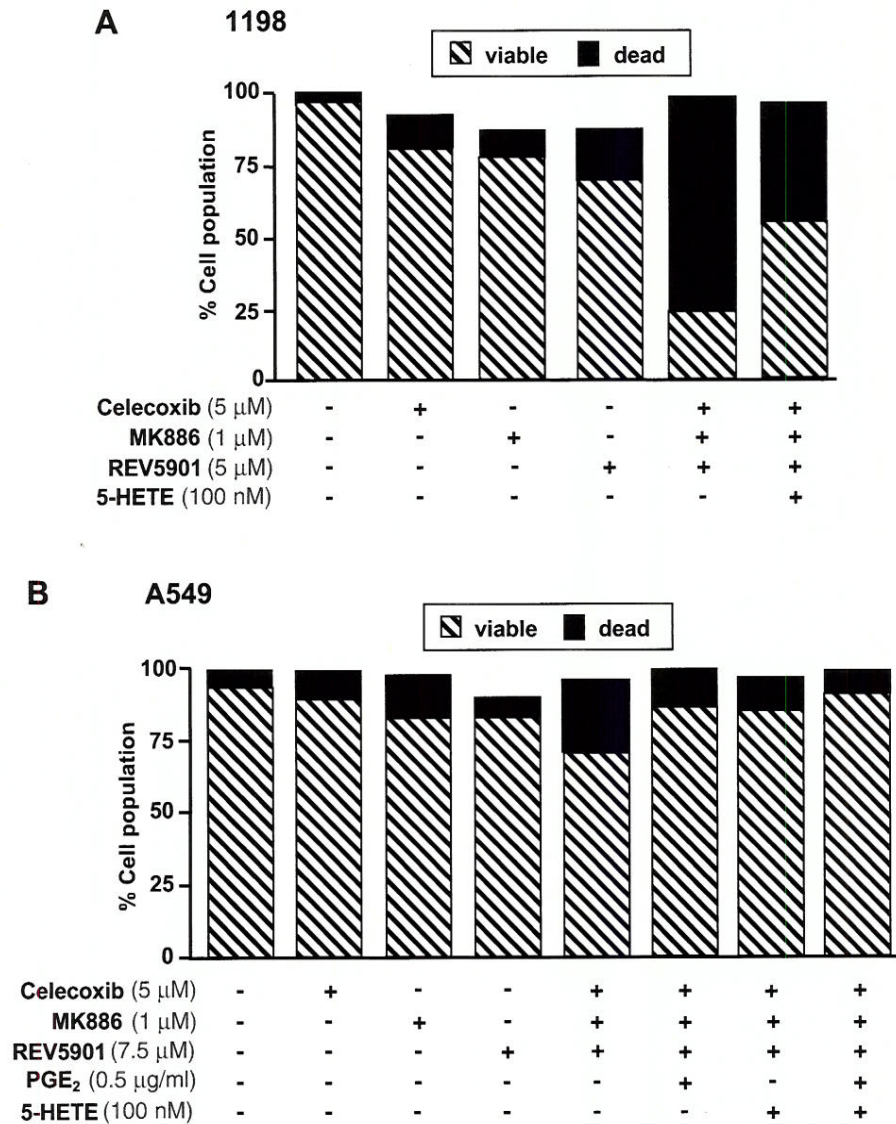 A 1198
viable dead
100
75
50
25
0
% Cell population
Celecoxib (5 μM) - + - - + +
MK886 (1 μM) - - + - + +
REV5901 (5 μM) - - - + + +
5-HETE (100 nM) - - - - - +
B A549
viable dead
100
75
50
25
0
% Cell population
Celecoxib (5 μM) - + - - + + + +
MK886 (1 μM) - - + - + + + +
REV5901 (7.5 μM) - - - + + + + +
PGE₂ (0.5 μg/ml) - - - - - + - +
5-HETE (100 nM) - - - - - - + +